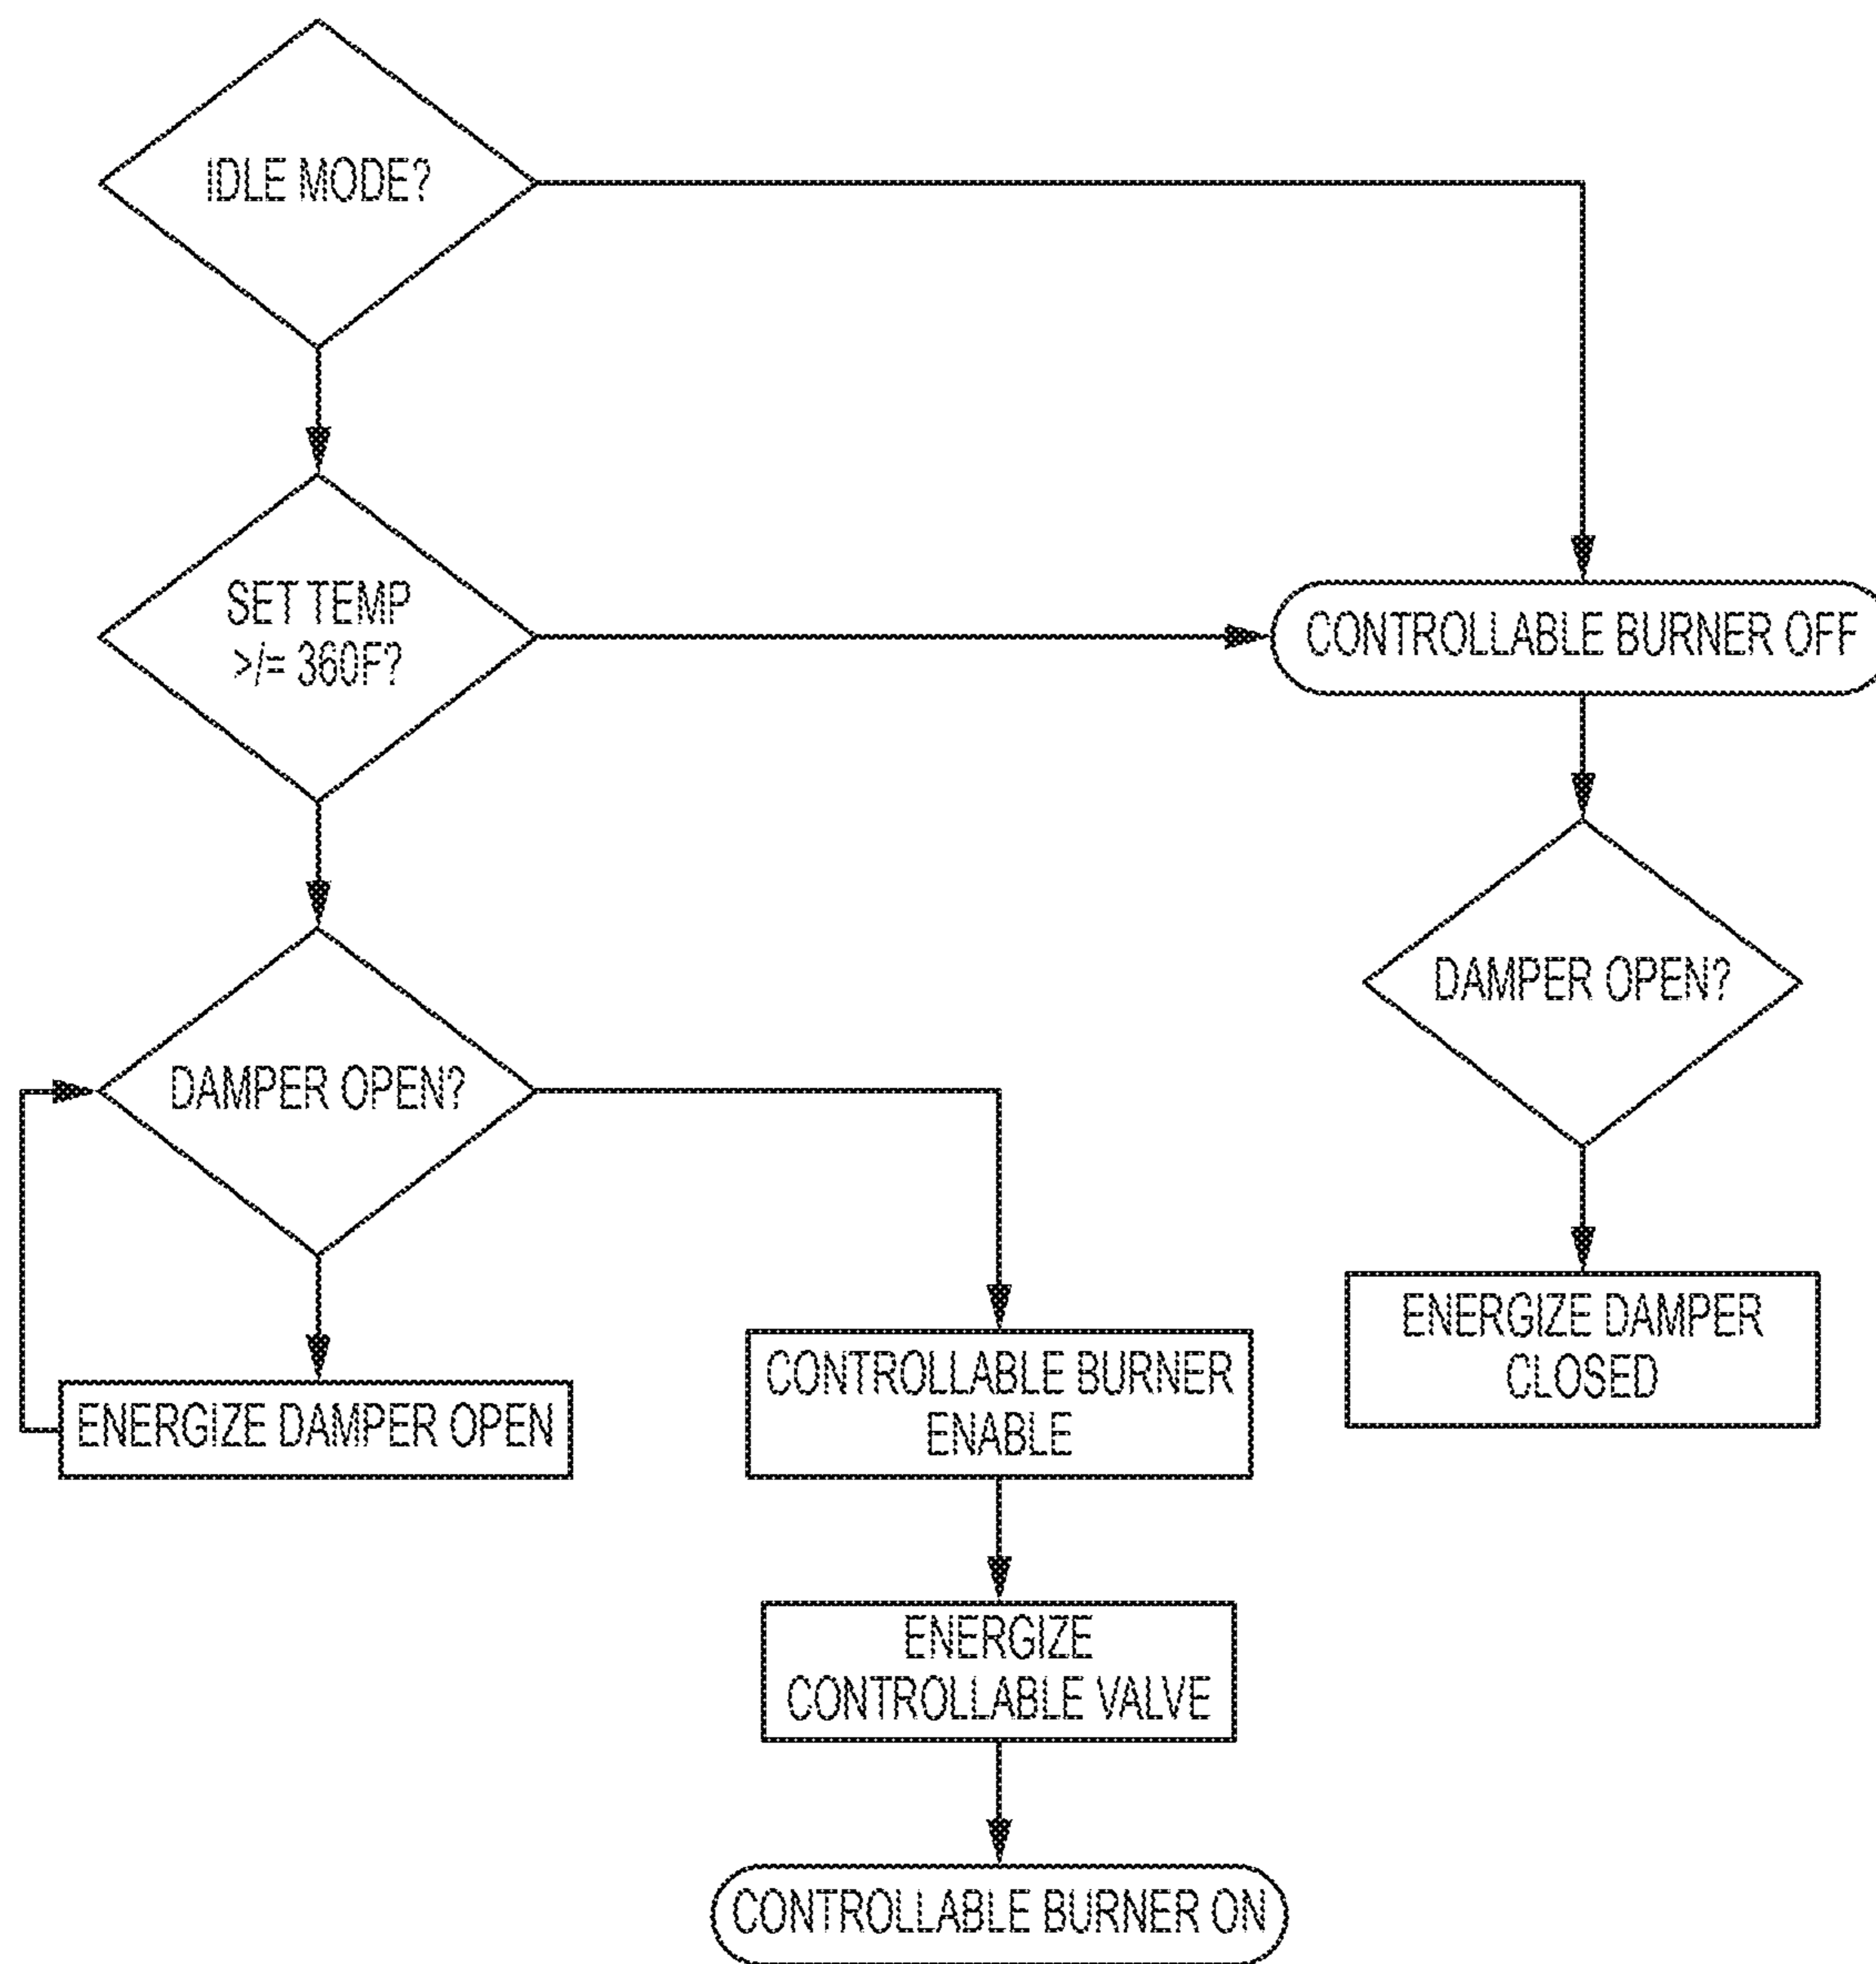 IDLE MODE?
SET TEMP
>/= 360F?
CONTROLLABLE BURNER OFF
DAMPER OPEN?
DAMPER OPEN?
ENERGIZE DAMPER
CLOSED
CONTROLLABLE BURNER
ENABLE
ENERGIZE DAMPER OPEN
ENERGIZE
CONTROLLABLE VALVE
CONTROLLABLE BURNER ON